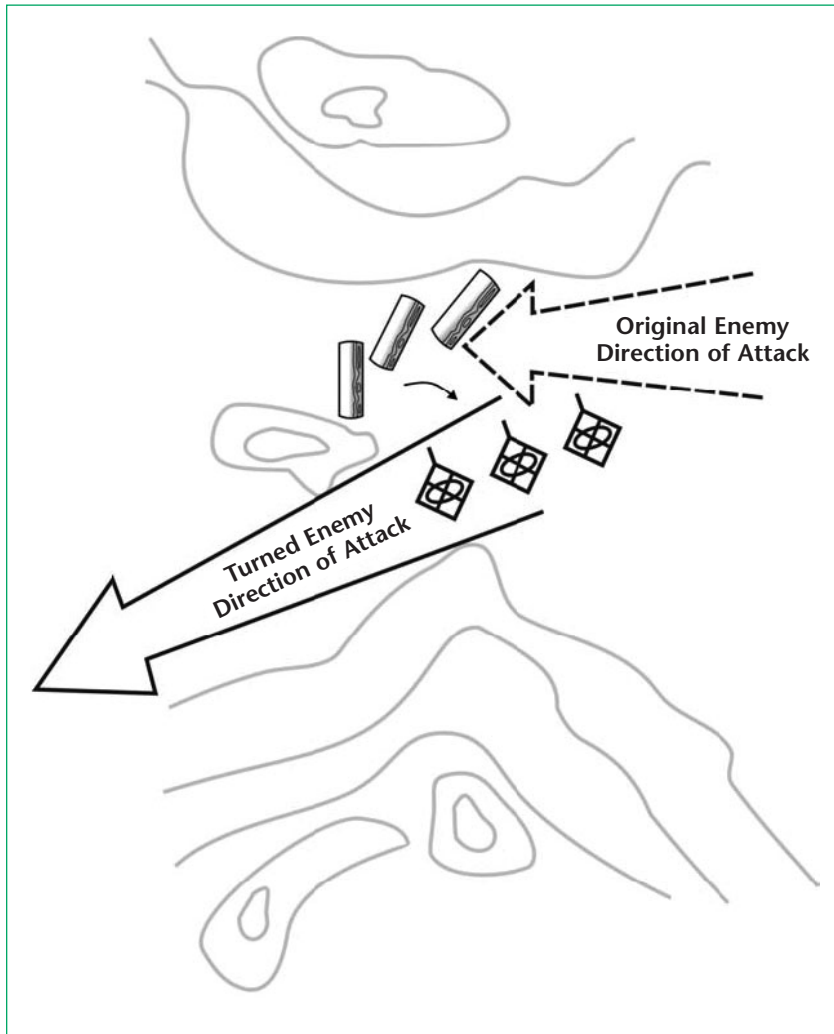 Original Enemy
Direction of Attack
Turned Enemy
Direction of Attack